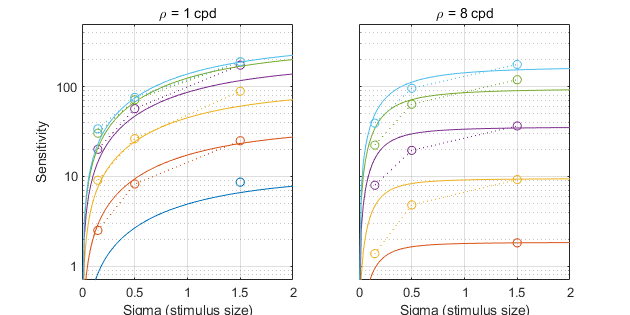 ρ = 1 cpd
ρ = 8 cpd
Sensitivity
100
10
1
0
0.5
1
1.5
2
0
0.5
1
1.5
2
Sigma (stimulus size)
Sigma (stimulus size)